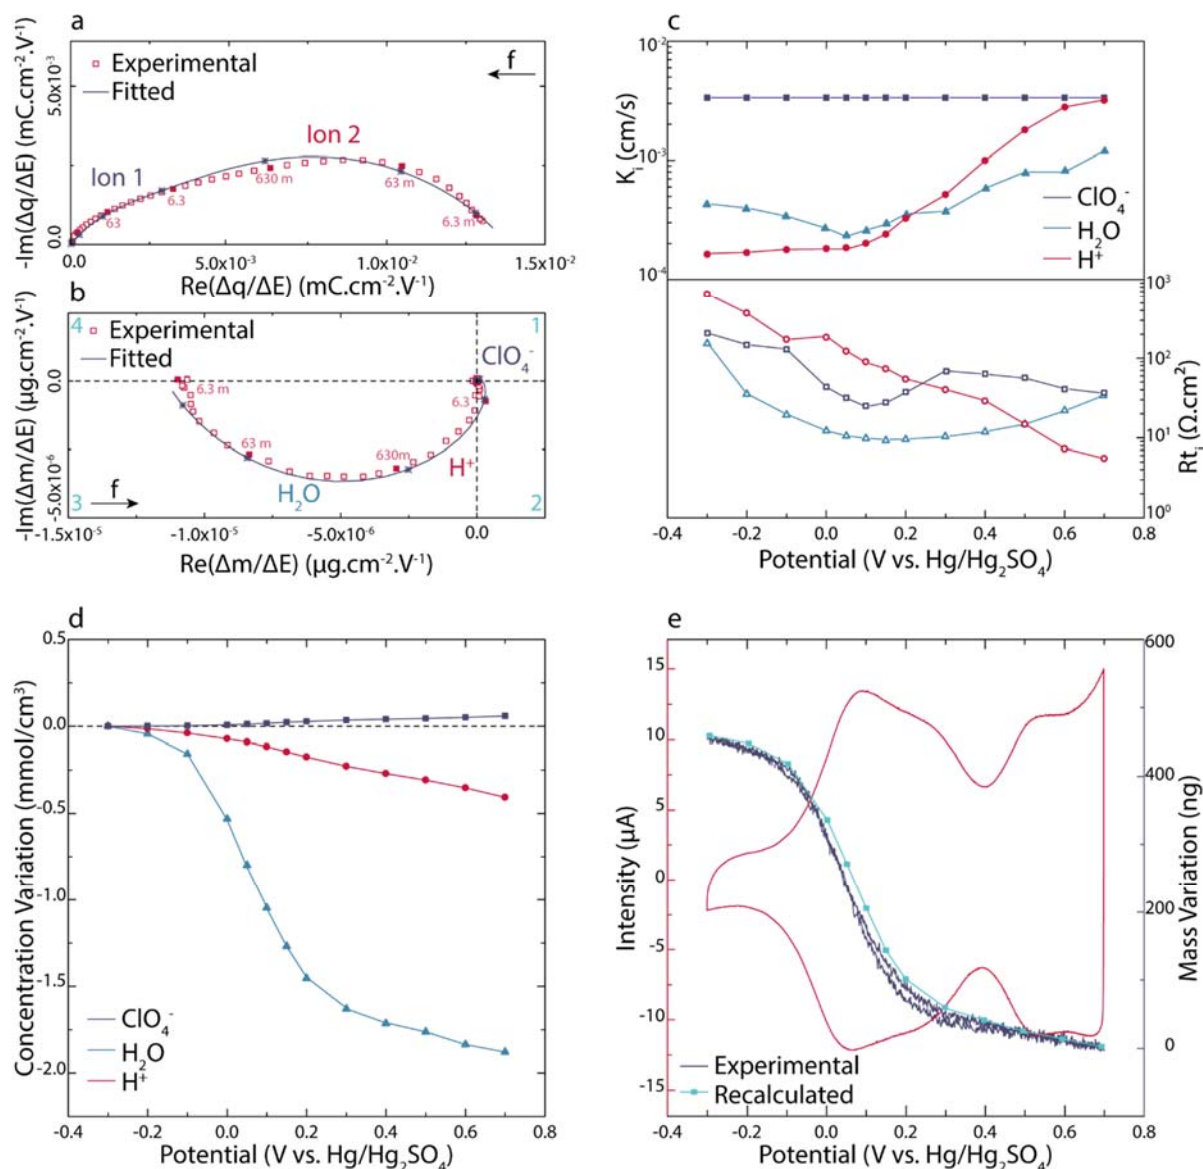 a
-Im(Δq/ΔE) (mC.cm⁻².V⁻¹)
5.0x10⁻³
0.0
Experimental
Fitted
f
Ion 1
Ion 2
63
6.3
630 m
63 m
6.3 m
0.0 5.0x10⁻³ 1.0x10⁻² 1.5x10⁻²
Re(Δq/ΔE) (mC.cm⁻².V⁻¹)
b
-Im(Δm/ΔE) (µg.cm⁻².V⁻¹)
0.0
-5.0x10⁻⁶
4
1
3
2
Experimental
Fitted
ClO₄⁻
6.3 m
6.3
63 m
630m
H⁺
H₂O
f
-1.5x10⁻⁵ -1.0x10⁻⁵ -5.0x10⁻⁶ 0.0
Re(Δm/ΔE) (µg.cm⁻².V⁻¹)
c
Kᵢ (cm/s)
10⁻²
10⁻³
10⁻⁴
ClO₄⁻
H₂O
H⁺
10³
10²
10¹
10⁰
Rtᵢ (Ω.cm²)
-0.4 -0.2 0.0 0.2 0.4 0.6 0.8
Potential (V vs. Hg/Hg₂SO₄)
d
Concentration Variation (mmol/cm³)
0.5
0.0
-0.5
-1.0
-1.5
-2.0
ClO₄⁻
H₂O
H⁺
-0.4 -0.2 0.0 0.2 0.4 0.6 0.8
Potential (V vs. Hg/Hg₂SO₄)
e
Intensity (µA)
15
10
5
0
-5
-10
-15
600
400
200
0
Mass Variation (ng)
Experimental
Recalculated
-0.4 -0.2 0.0 0.2 0.4 0.6 0.8
Potential (V vs. Hg/Hg₂SO₄)